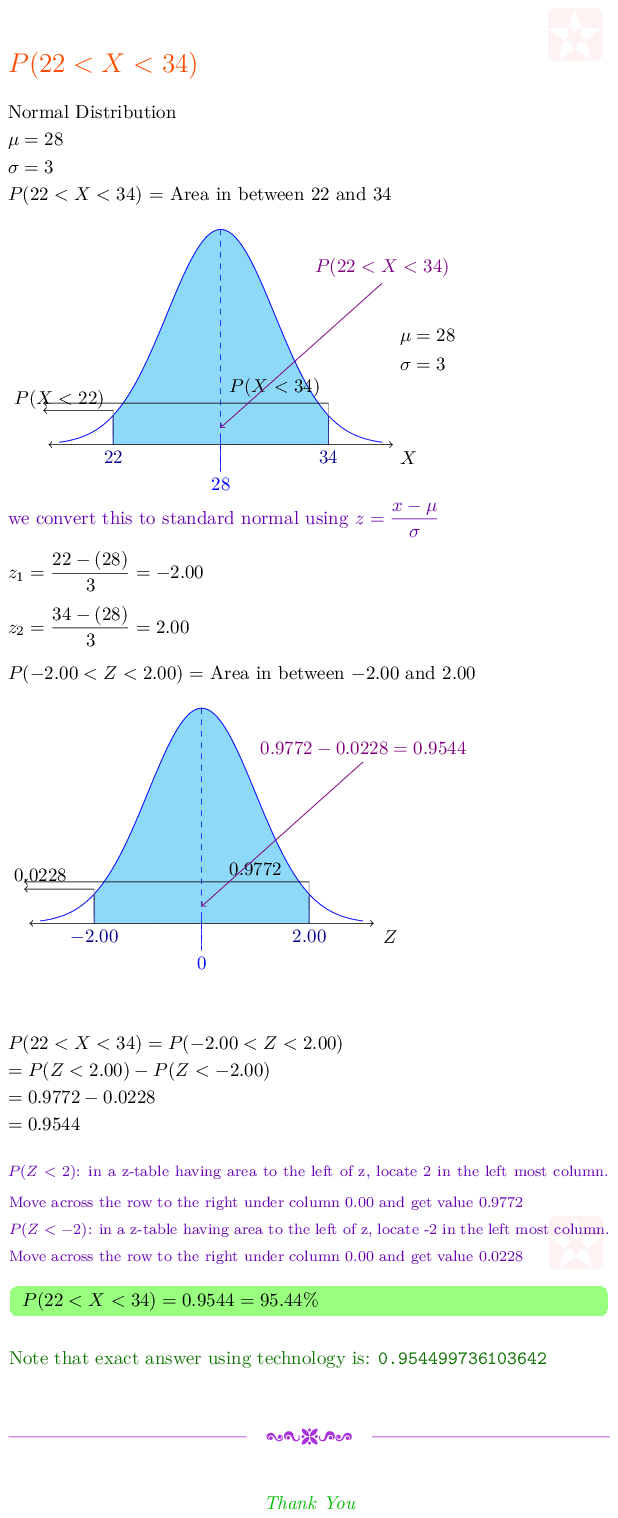 P(22 < X < 34)
Normal Distribution
μ = 28
σ = 3
P(22 < X < 34) = Area in between 22 and 34
P(22 < X < 34)
μ = 28
σ = 3
P(X < 34)
P(X < 22)
22
34
X
28
we convert this to standard normal using z = \frac{x − μ}{σ}
z₁ = \frac{22 − (28)}{3} = −2.00
z₂ = \frac{34 − (28)}{3} = 2.00
P(−2.00 < Z < 2.00) = Area in between −2.00 and 2.00
0.9772 − 0.0228 = 0.9544
0.9772
0.0228
−2.00
2.00
Z
0
P(22 < X < 34) = P(−2.00 < Z < 2.00)
= P(Z < 2.00) − P(Z < −2.00)
= 0.9772 − 0.0228
= 0.9544
P(Z < 2): in a z-table having area to the left of z, locate 2 in the left most column.
Move across the row to the right under column 0.00 and get value 0.9772
P(Z < −2): in a z-table having area to the left of z, locate -2 in the left most column.
Move across the row to the right under column 0.00 and get value 0.0228
P(22 < X < 34) = 0.9544 = 95.44%
Note that exact answer using technology is: 0.954499736103642
Thank You